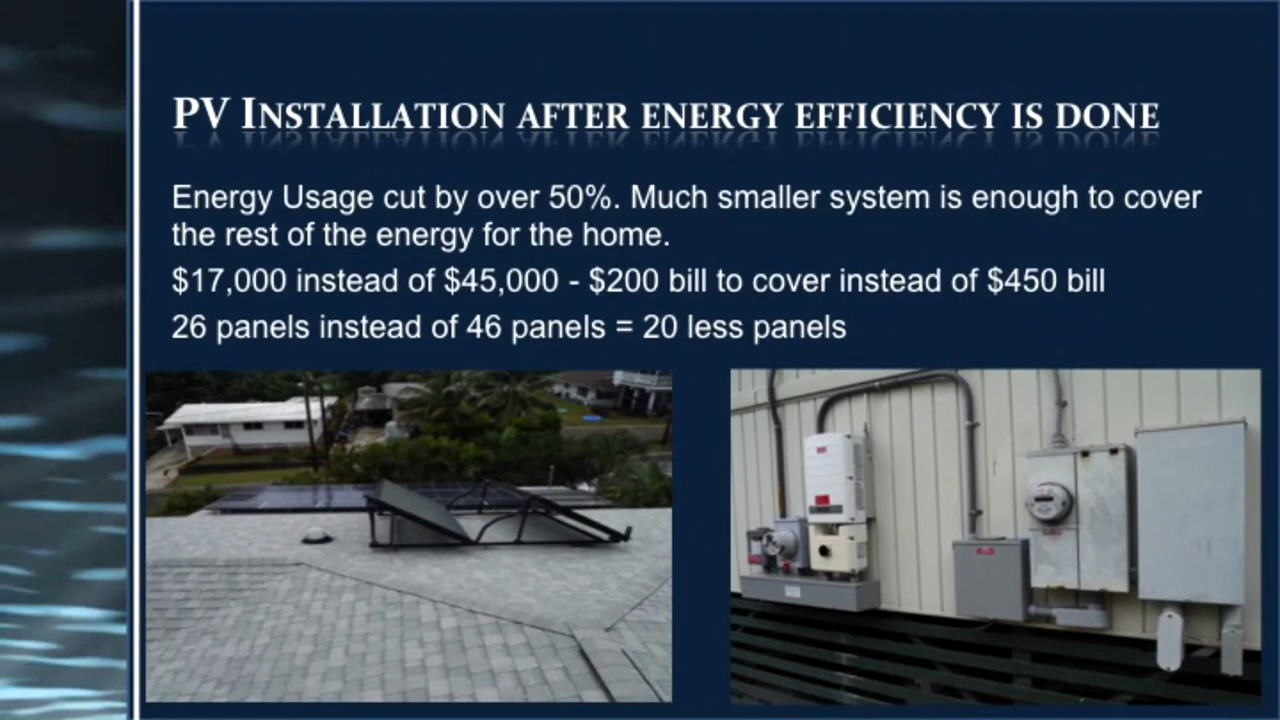 PV Installation after energy efficiency is done
Energy Usage cut by over 50%. Much smaller system is enough to cover
the rest of the energy for the home.
$17,000 instead of $45,000 - $200 bill to cover instead of $450 bill
26 panels instead of 46 panels = 20 less panels